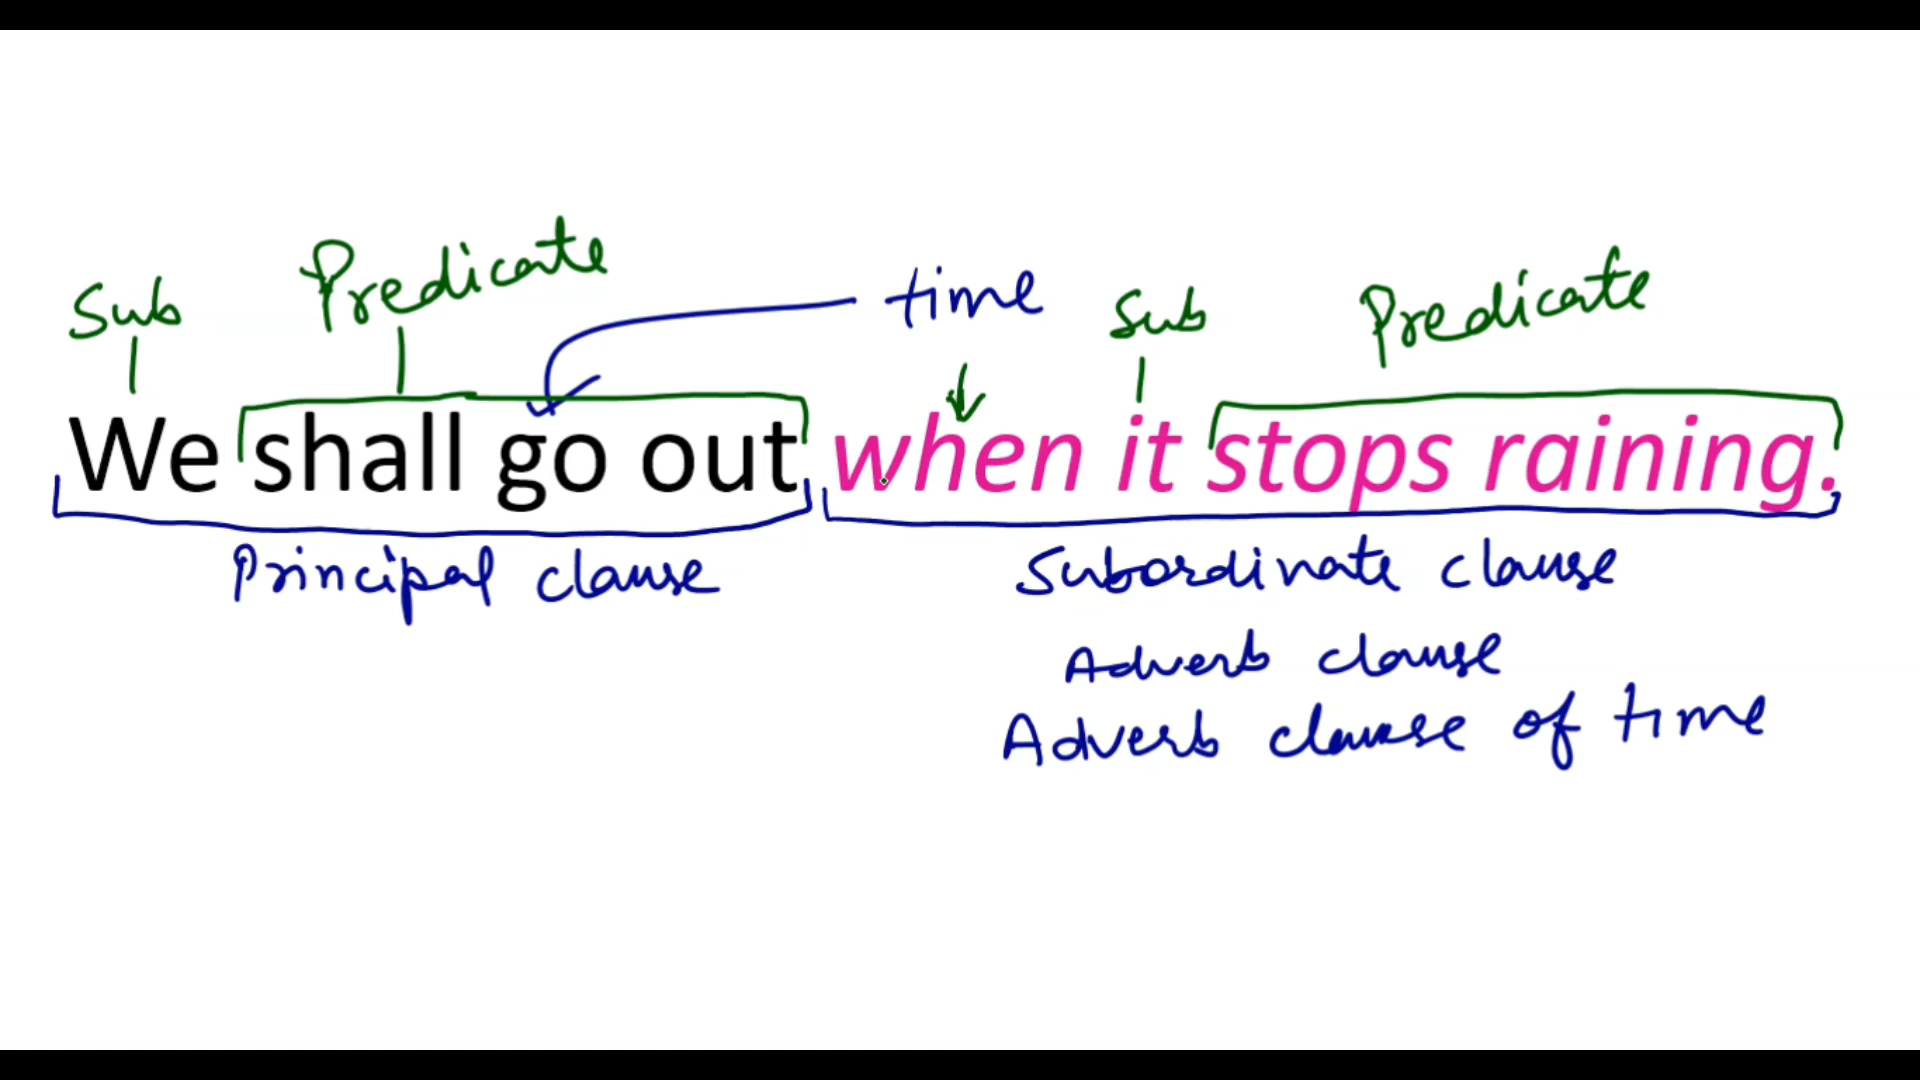 Sub Predicate time Sub Predicate
We shall go out when it stops raining.
Principal clause Subordinate clause
Adverb clause
Adverb clause of time